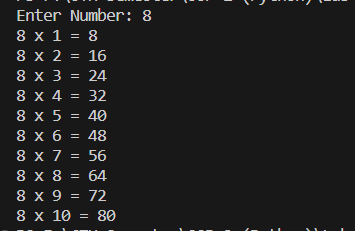 Enter Number: 8
8 x 1 = 8
8 x 2 = 16
8 x 3 = 24
8 x 4 = 32
8 x 5 = 40
8 x 6 = 48
8 x 7 = 56
8 x 8 = 64
8 x 9 = 72
8 x 10 = 80